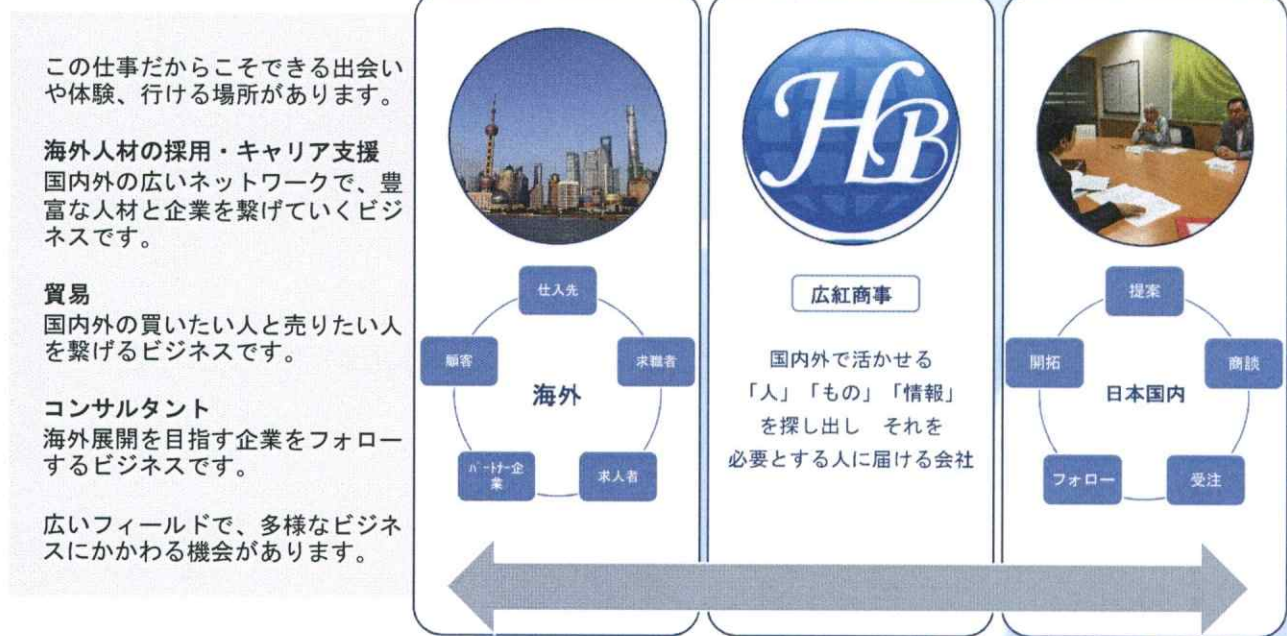 この仕事だからこそできる出会い
や体験、行ける場所があります。
海外人材の採用・キャリア支援
国内外の広いネットワークで、豊
富な人材と企業を繋げていくビジ
ネスです。
貿易
国内外の買いたい人と売りたい人
を繋げるビジネスです。
コンサルタント
海外展開を目指す企業をフォロー
するビジネスです。
広いフィールドで、多様なビジネ
スにかかわる機会があります。
仕入先
顧客
求職者
海外
パートナー企
業
求人者
HB
広紅商事
国内外で活かせる
「人」「もの」「情報」
を探し出し　それを
必要とする人に届ける会社
提案
開拓
商談
日本国内
フォロー
受注